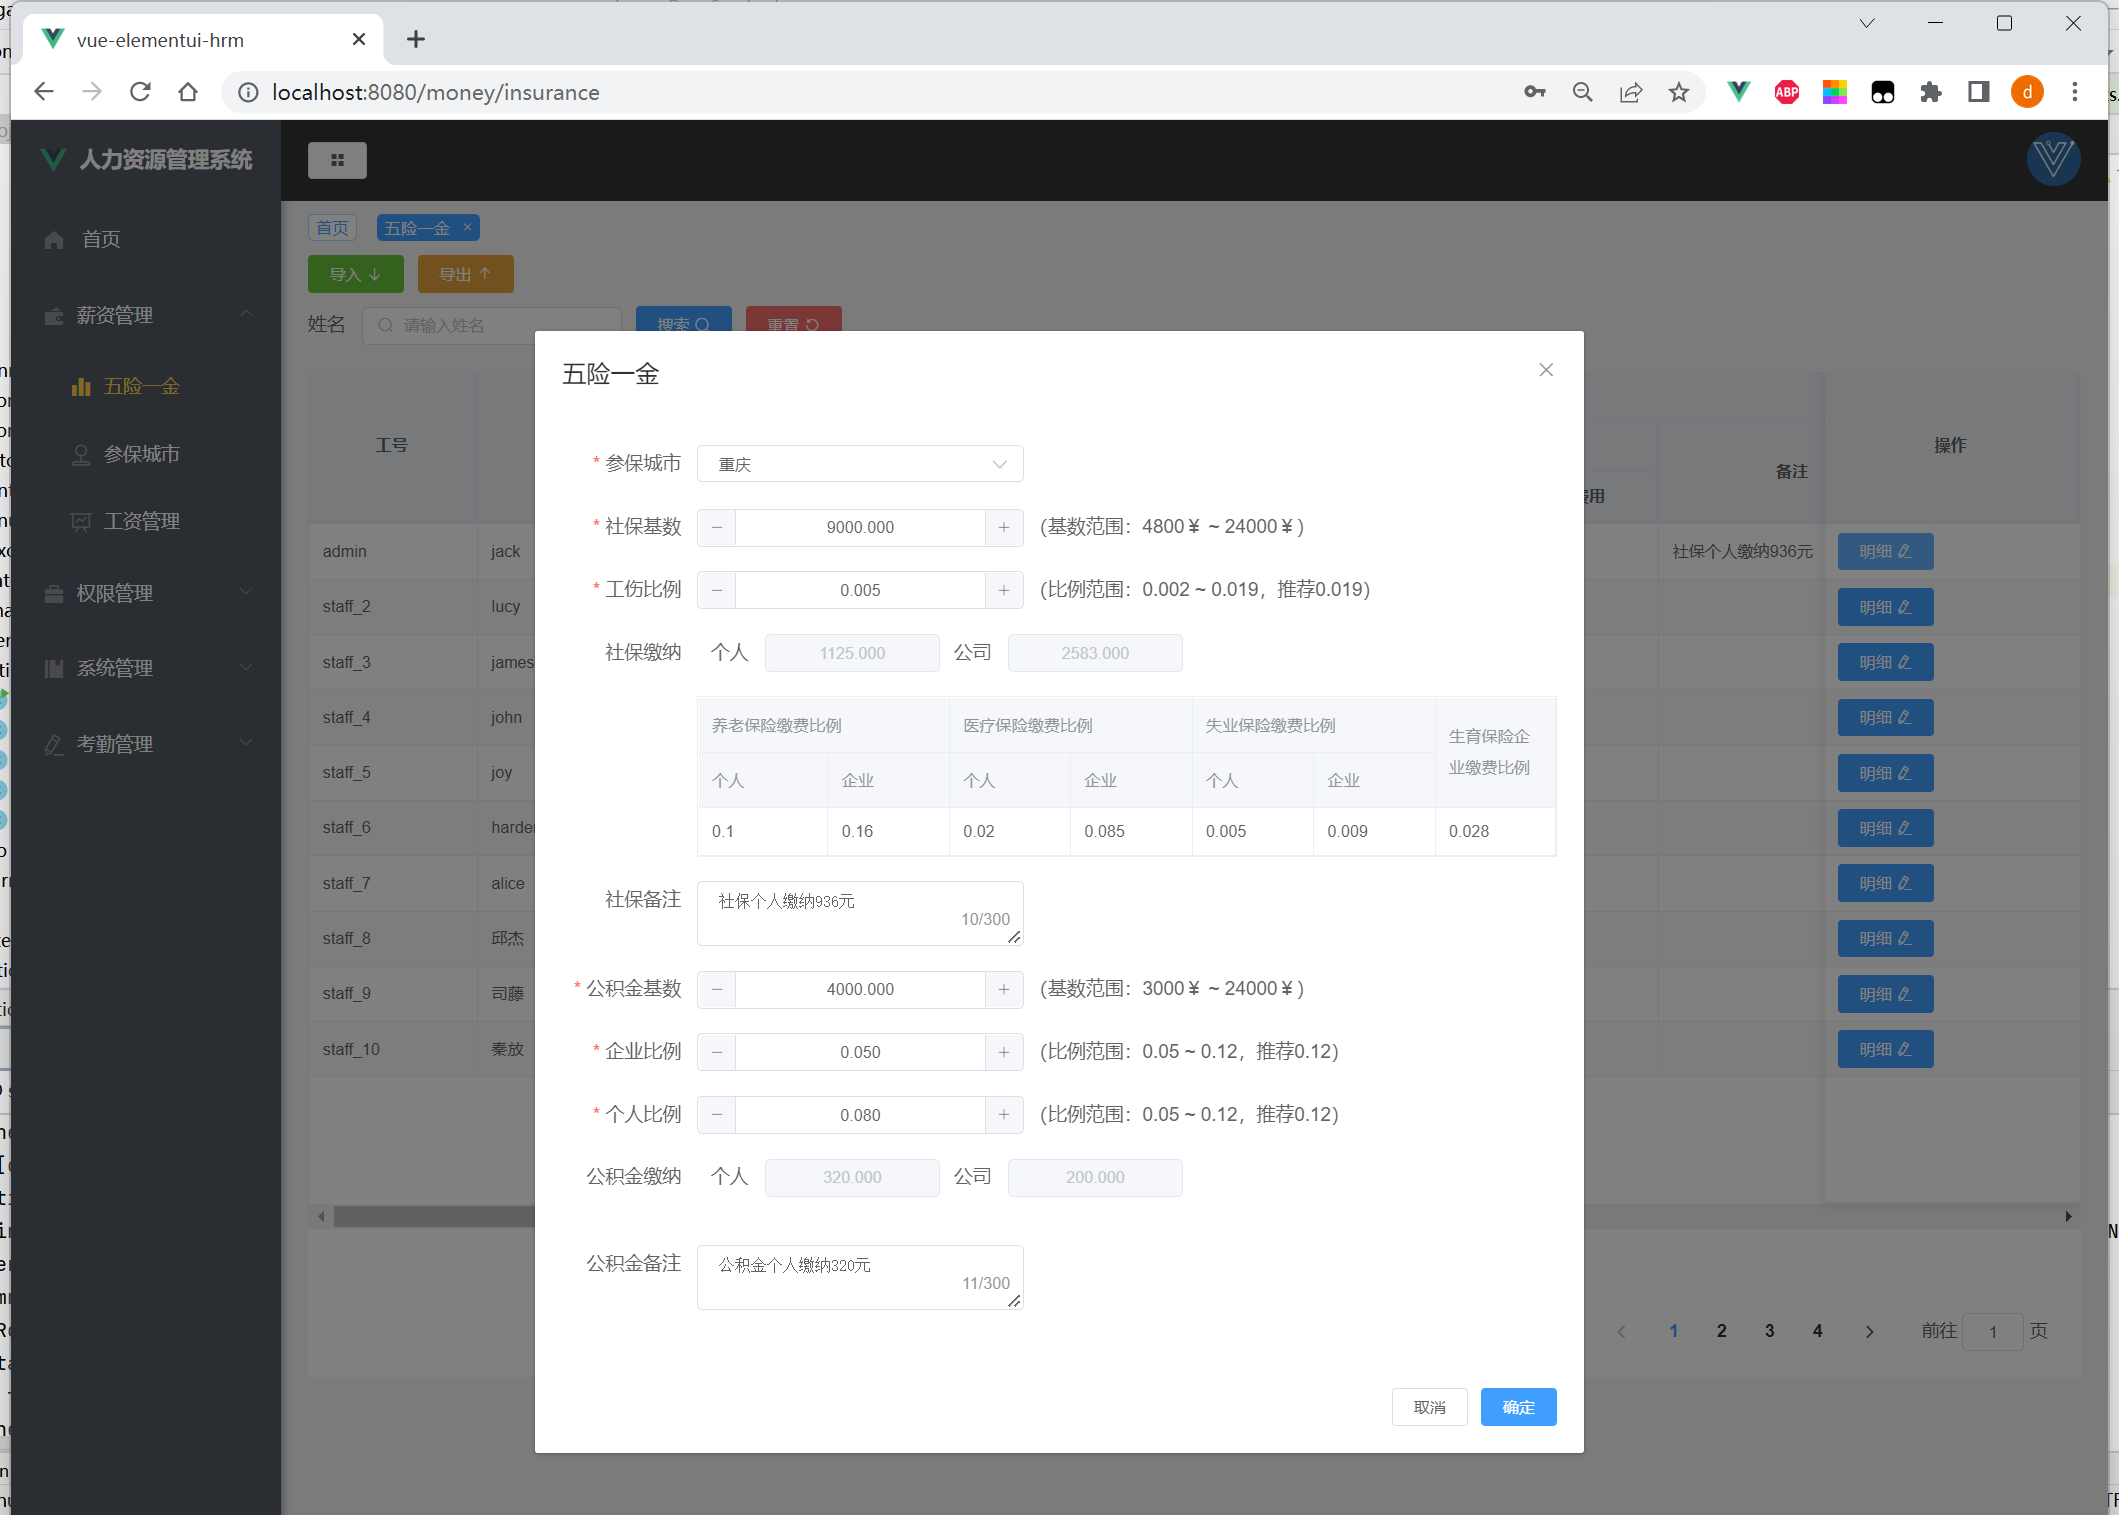 vue-elementui-hrm
localhost:8080/money/insurance
ABP
d
人力资源管理系统
首页
薪资管理
五险一金
参保城市
工资管理
权限管理
系统管理
考勤管理
首页 五险一金 ×
导入 导出
姓名 请输入姓名 搜索 重置
工号 费用 备注 操作
admin jack 社保个人缴纳936元 明细
staff_2 lucy 明细
staff_3 james 明细
staff_4 john 明细
staff_5 joy 明细
staff_6 harden 明细
staff_7 alice 明细
staff_8 邱杰 明细
staff_9 司藤 明细
staff_10 秦放 明细
五险一金
* 参保城市 重庆
* 社保基数 − 9000.000 + (基数范围：4800￥ ~ 24000￥)
* 工伤比例 − 0.005 + (比例范围：0.002 ~ 0.019，推荐0.019)
社保缴纳 个人 1125.000 公司 2583.000
养老保险缴费比例 医疗保险缴费比例 失业保险缴费比例 生育保险企业缴费比例
个人 企业 个人 企业 个人 企业
0.1 0.16 0.02 0.085 0.005 0.009 0.028
社保备注 社保个人缴纳936元
10/300
* 公积金基数 − 4000.000 + (基数范围：3000￥ ~ 24000￥)
* 企业比例 − 0.050 + (比例范围：0.05 ~ 0.12，推荐0.12)
* 个人比例 − 0.080 + (比例范围：0.05 ~ 0.12，推荐0.12)
公积金缴纳 个人 320.000 公司 200.000
公积金备注 公积金个人缴纳320元
11/300
取消 确定
1 2 3 4 前往 1 页